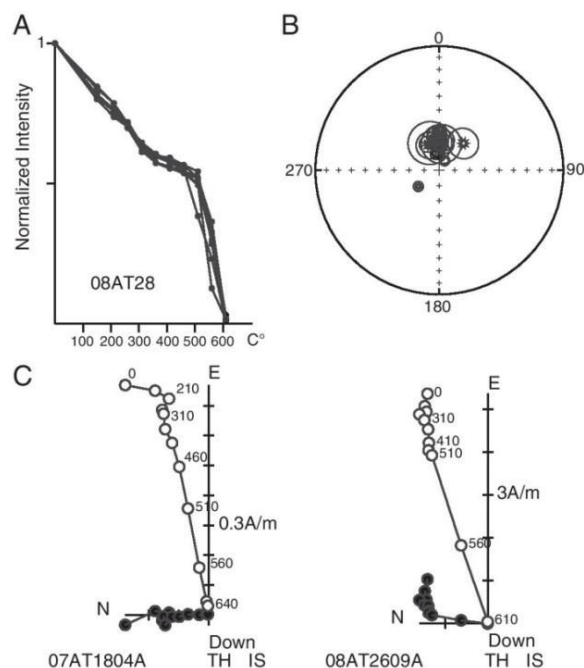 A
1
Normalized Intensity
08AT28
100 200 300 400 500 600 C°
B
0
270
90
180
C
0
210
310
460
510
560
640
E
0.3A/m
N
Down
07AT1804A TH IS
0
310
410
510
560
610
E
3A/m
N
Down
08AT2609A TH IS